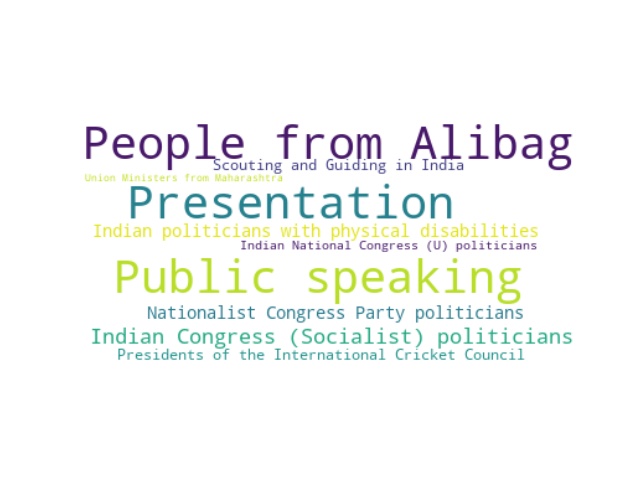 People from Alibag
Scouting and Guiding in India
Union Ministers from Maharashtra
Presentation
Indian politicians with physical disabilities
Indian National Congress (U) politicians
Public speaking
Nationalist Congress Party politicians
Indian Congress (Socialist) politicians
Presidents of the International Cricket Council